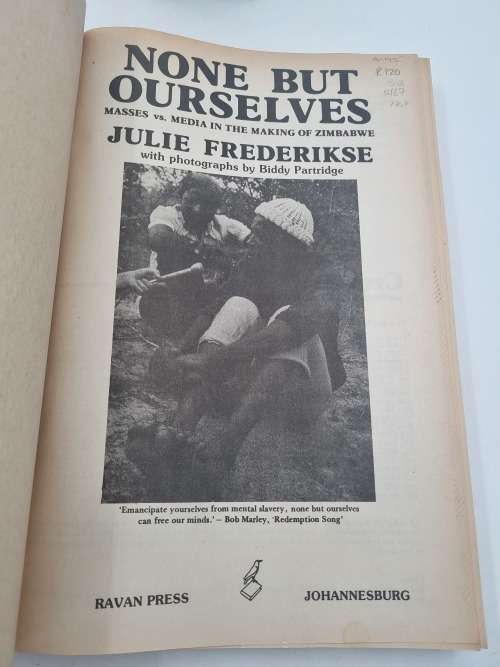 NONE BUT
OURSELVES
MASSES vs. MEDIA IN THE MAKING OF ZIMBABWE
JULIE FREDERIKSE
with photographs by Biddy Partridge
'Emancipate yourselves from mental slavery, none but ourselves
can free our minds.' — Bob Marley, 'Redemption Song'
RAVAN PRESS
JOHANNESBURG
R120